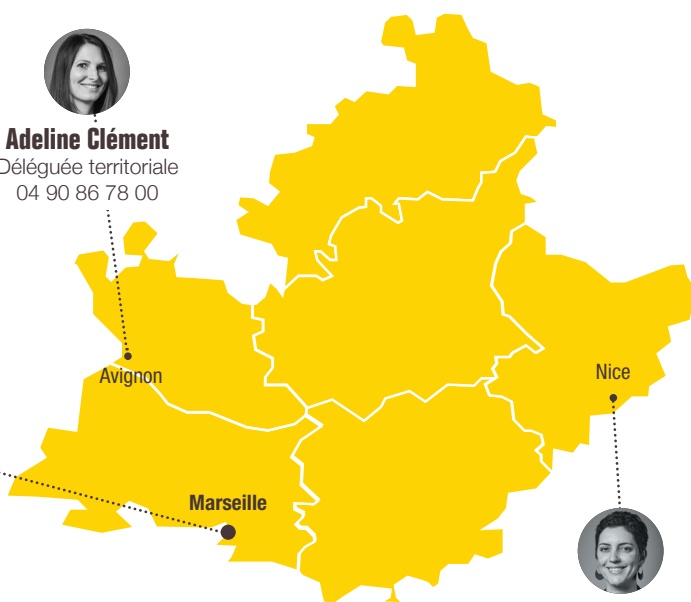 Adeline Clément
Déléguée territoriale
04 90 86 78 00
Avignon
Nice
Marseille